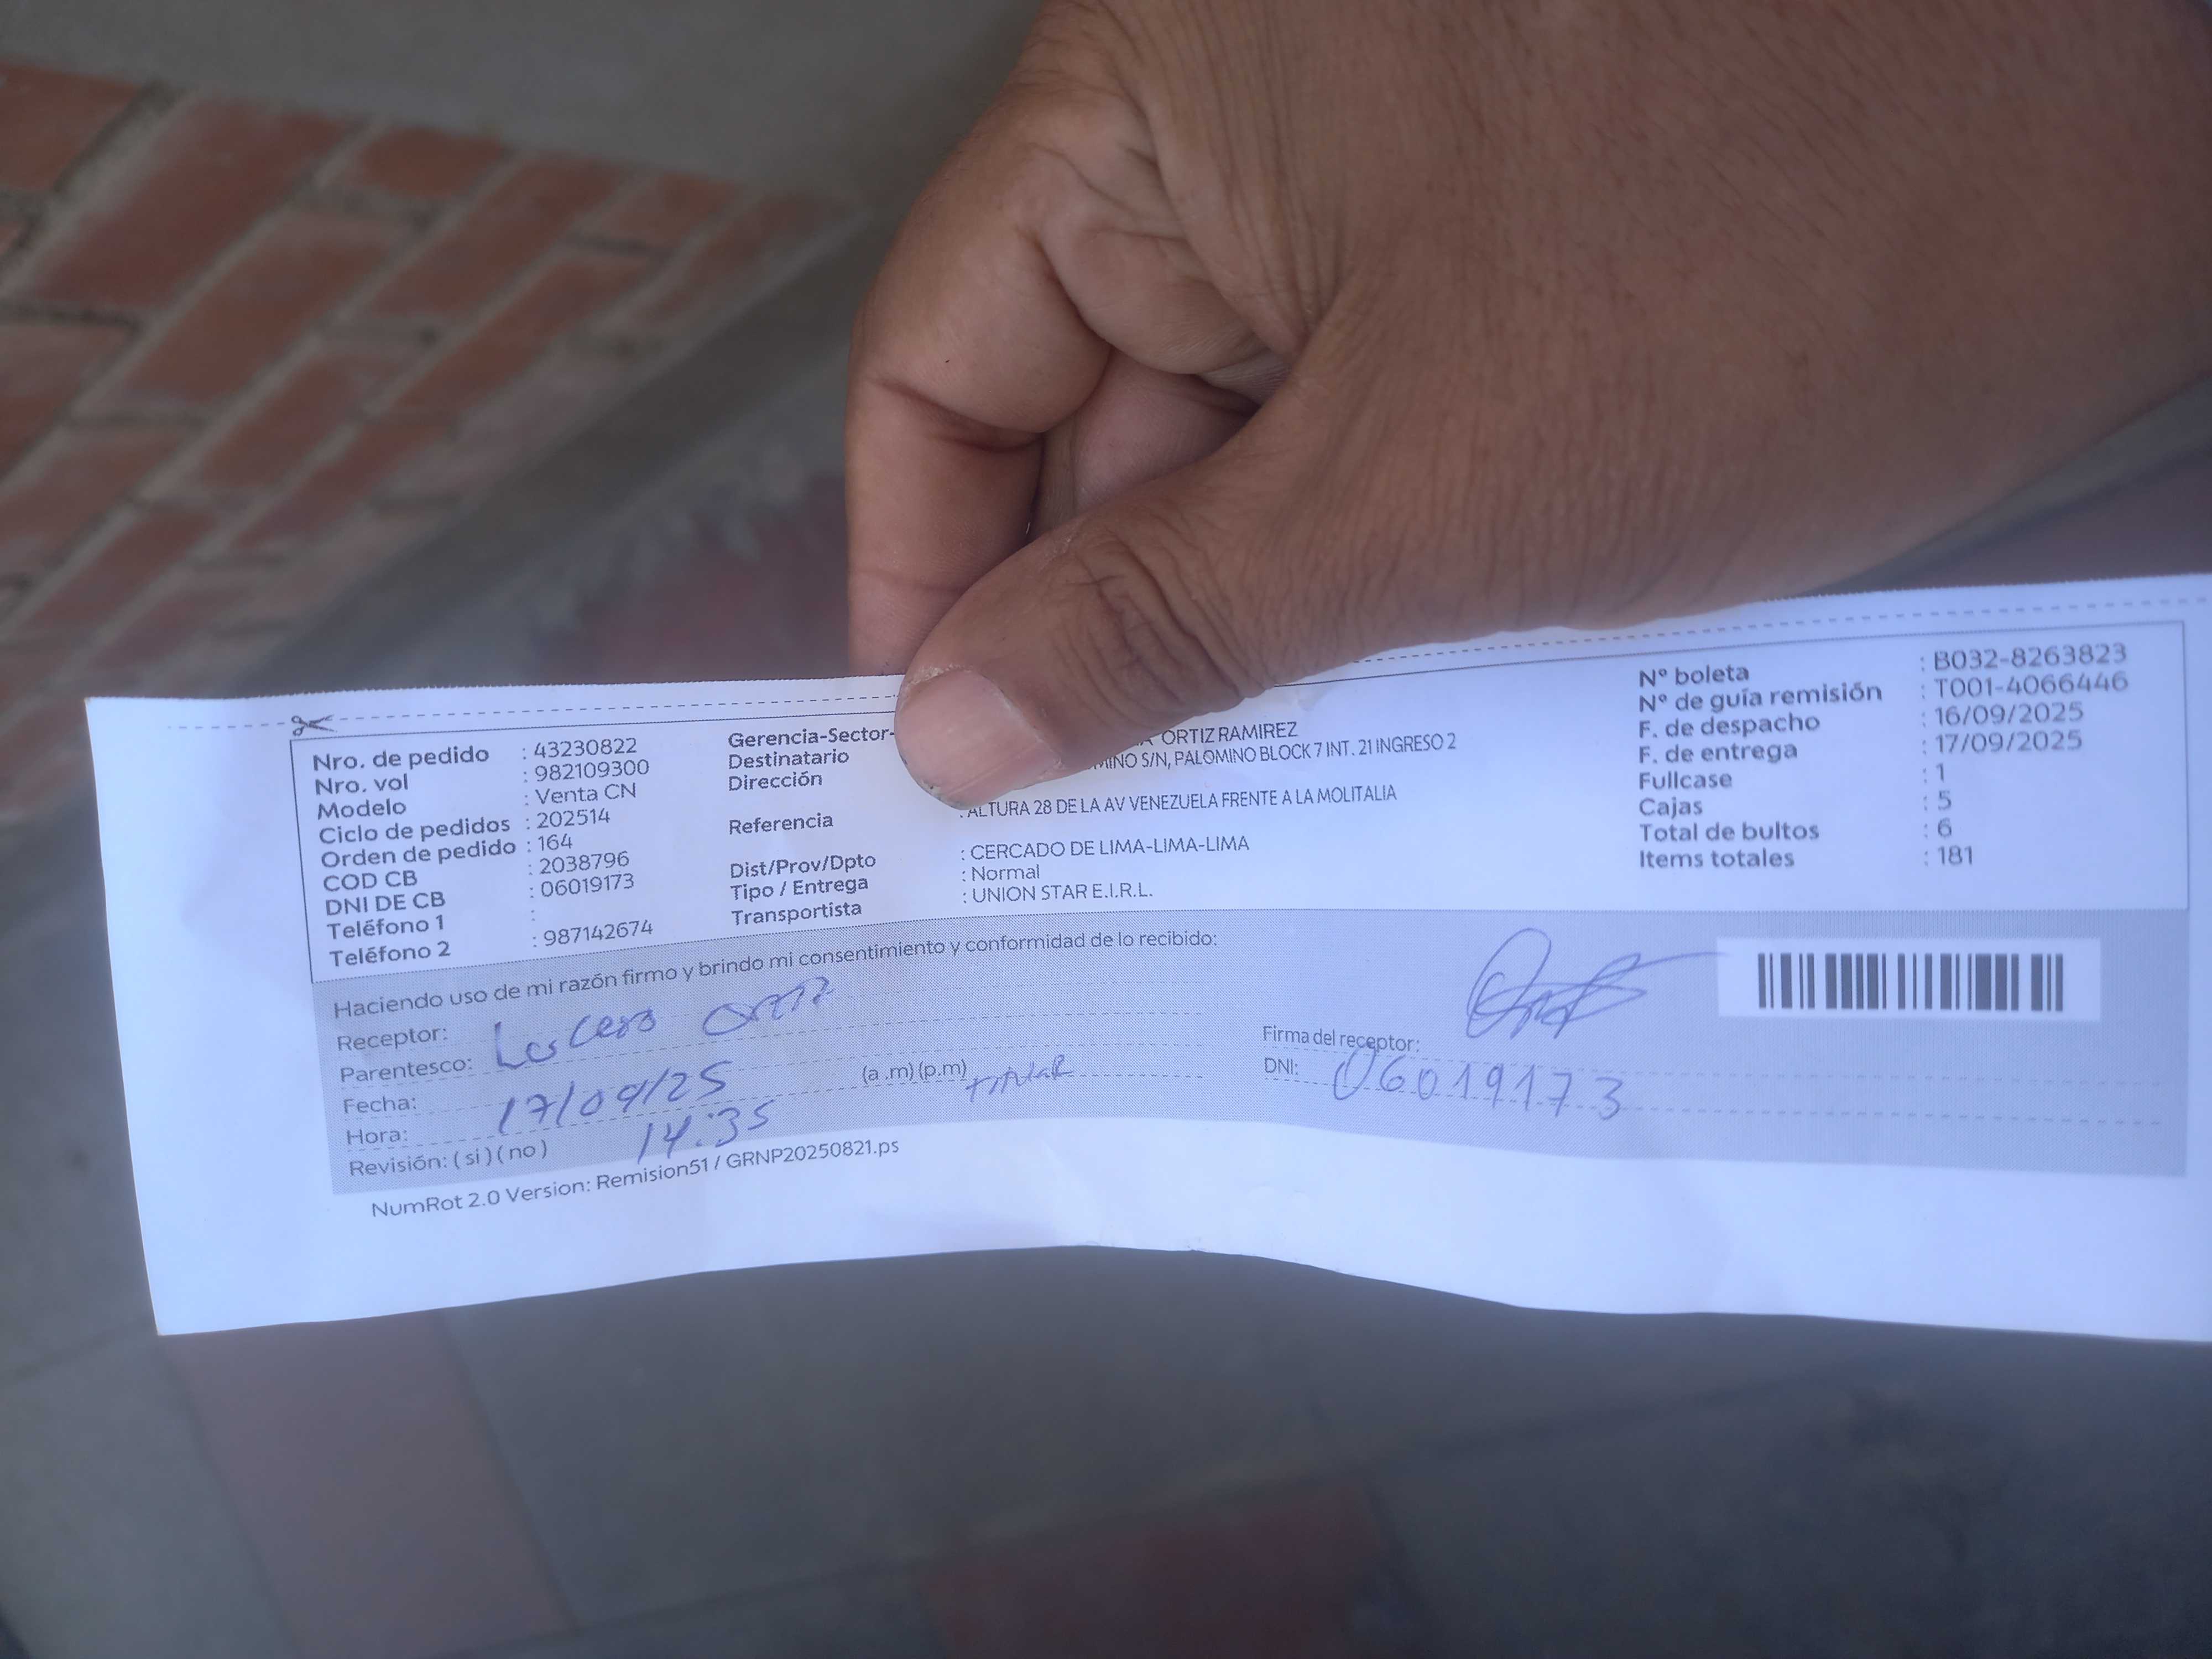 Nro. de pedido : 43230822
Nro. vol : 982109300
Modelo : Venta CN
Ciclo de pedidos : 202514
Orden de pedido : 164
COD CB : 2038796
DNI DE CB : 06019173
Teléfono 1 :
Teléfono 2 : 987142674
Gerencia-Sector-
Destinatario ORTIZ RAMIREZ
Dirección S/N, PALOMINO BLOCK 7 INT. 21 INGRESO 2
Referencia : ALTURA 28 DE LA AV VENEZUELA FRENTE A LA MOLITALIA
Dist/Prov/Dpto : CERCADO DE LIMA-LIMA-LIMA
Tipo / Entrega : Normal
Transportista : UNION STAR E.I.R.L.
Nº boleta : B032-8263823
Nº de guía remisión : T001-4066446
F. de despacho : 16/09/2025
F. de entrega : 17/09/2025
Fullcase : 1
Cajas : 5
Total de bultos : 6
Items totales : 181
Haciendo uso de mi razón firmo y brindo mi consentimiento y conformidad de lo recibido:
Receptor: Ortiz
Parentesco:
Fecha: 17/09/25 (a .m) (p.m) TITULAR
Hora: 14:35
Revisión: ( si ) ( no )
Firma del receptor:
DNI: 06019173
NumRot 2.0 Version: Remision51 / GRNP20250821.ps